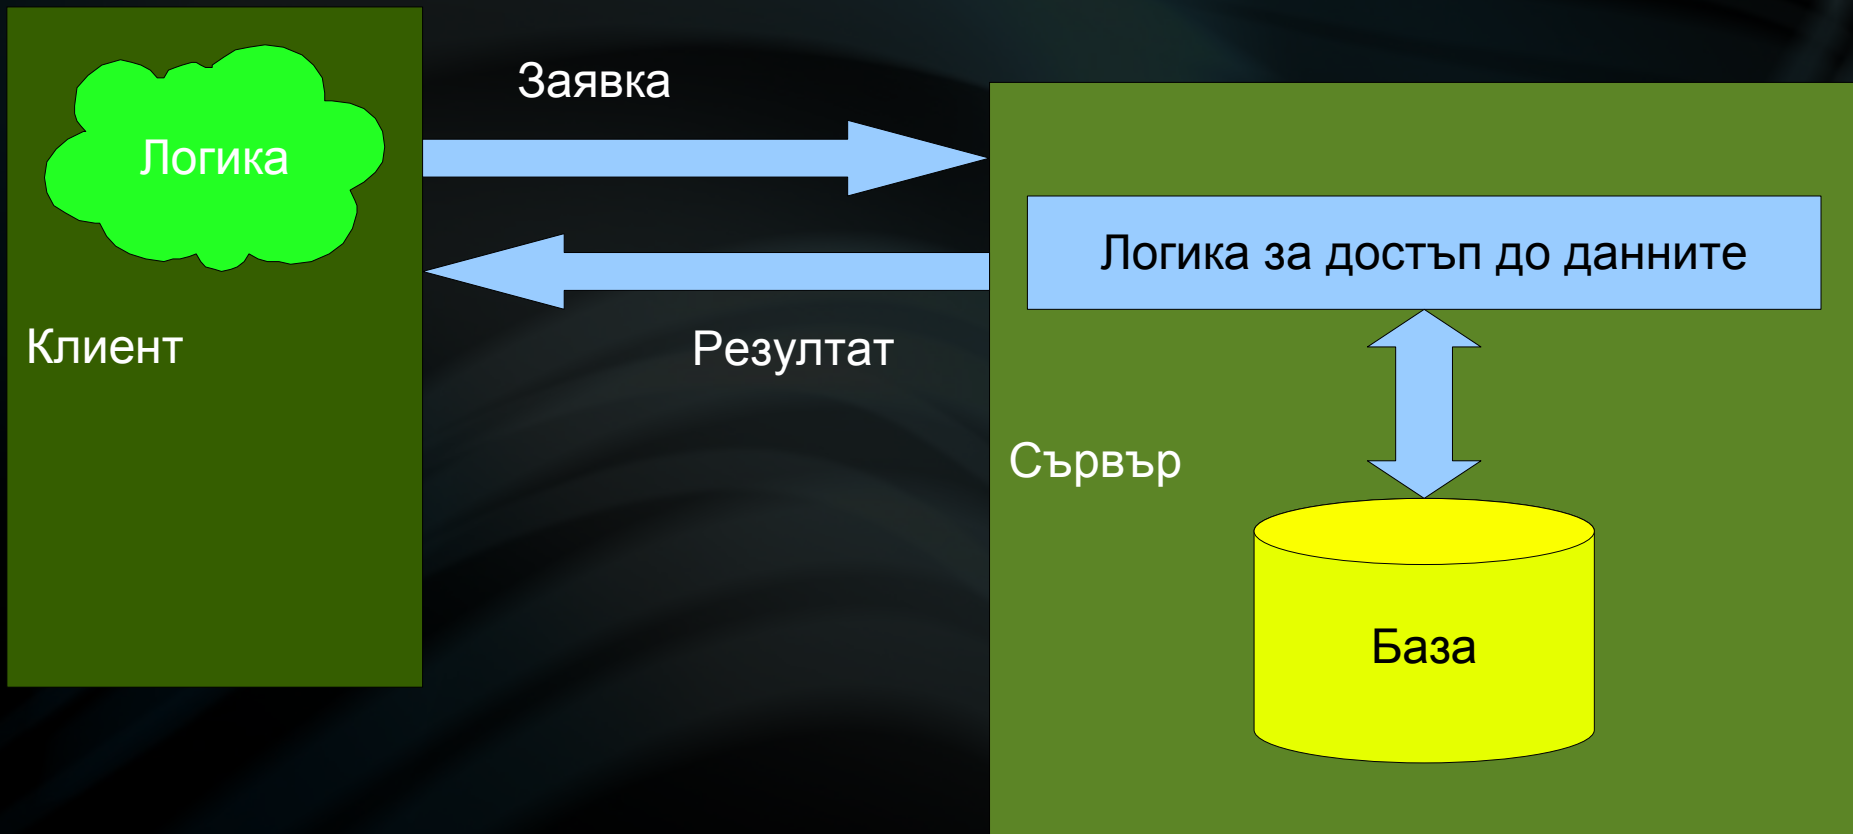 Заявка
Логика
Логика за достъп до данните
Клиент
Резултат
Сървър
База